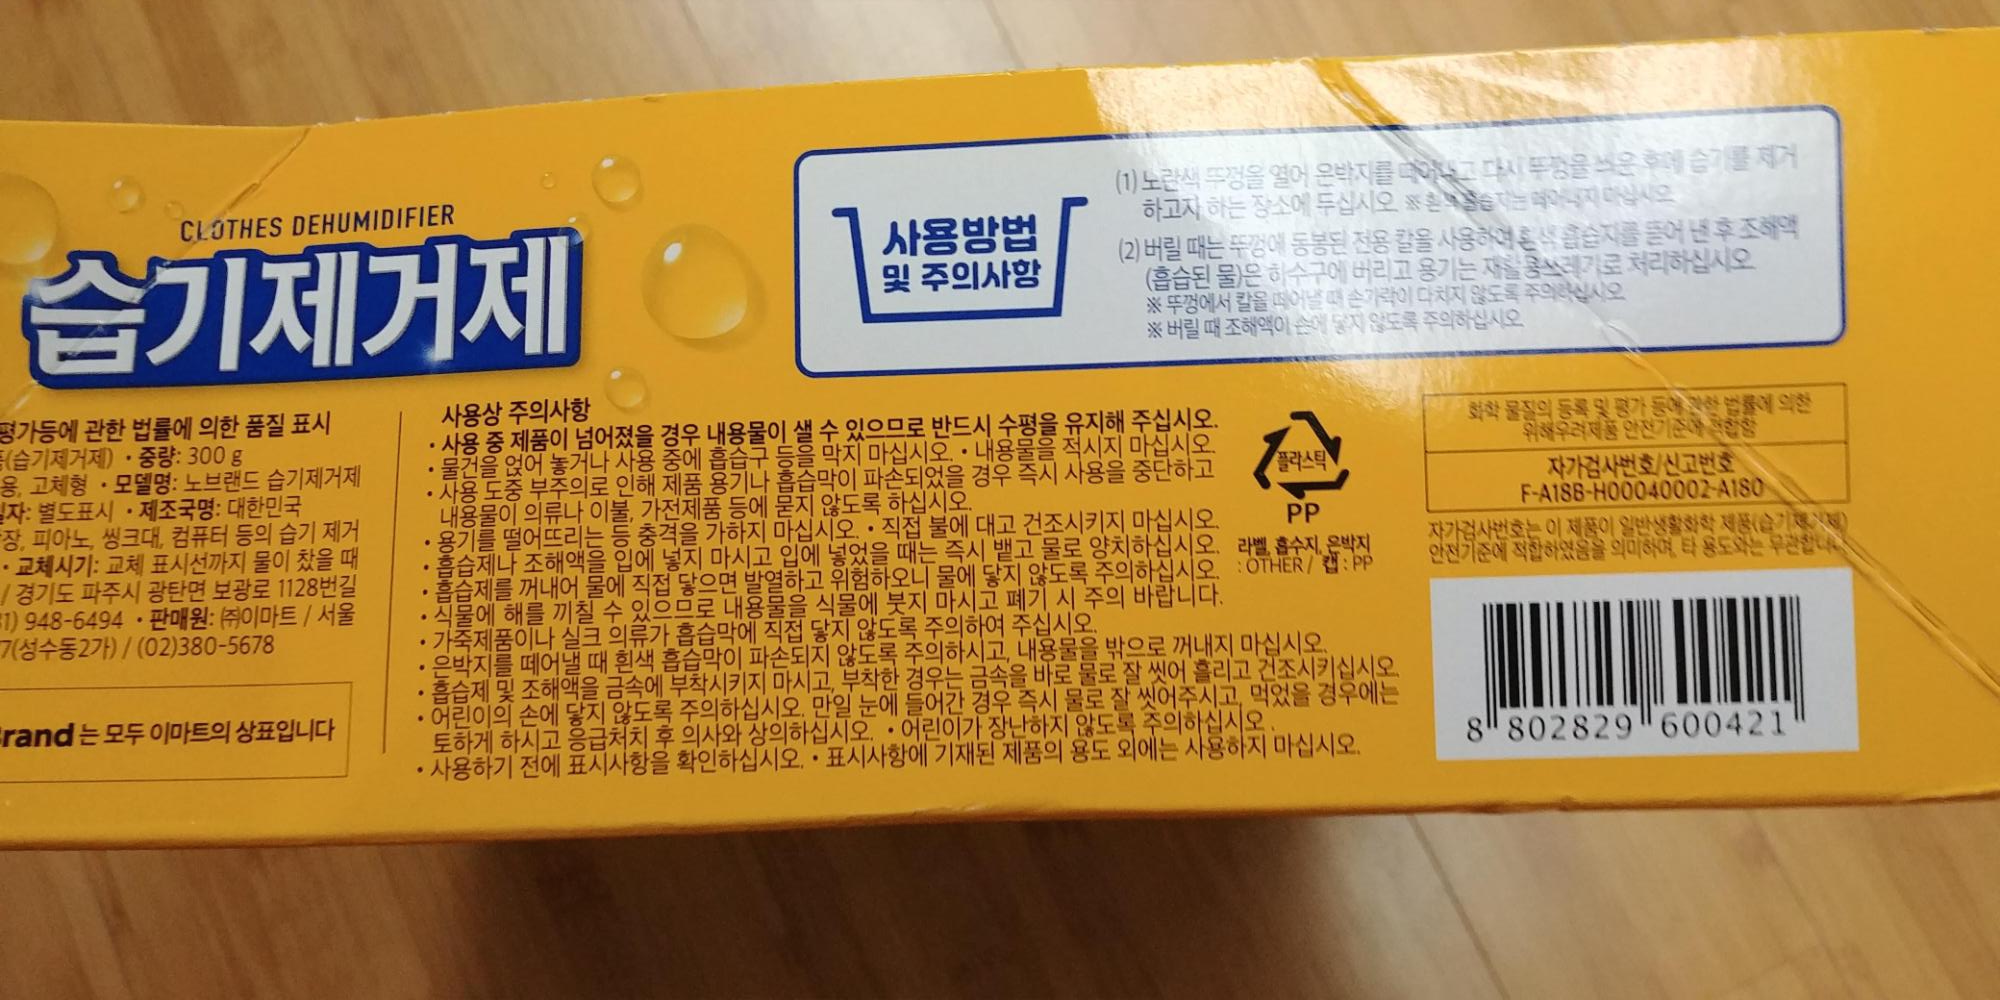 CLOTHES DEHUMIDIFIER
습기제거제
사용방법
및 주의사항
(1) 노란색 뚜껑을 열어 은박지를 떼어내고 다시 뚜껑을 씌운 후에 습기를 제거
하고자 하는 장소에 두십시오 ※ 흰색 흡습지는 떼어내지 마십시오
(2) 버릴 때는 뚜껑에 동봉된 전용 칼을 사용하여 흰색 흡습지를 뜯어 낸 후 조해액
(흡습된 물)은 하수구에 버리고 용기는 재활용쓰레기로 처리하십시오
※ 뚜껑에서 칼을 떼어낼 때 손가락이 다치지 않도록 주의하십시오
※ 버릴 때 조해액이 손에 닿지 않도록 주의하십시오
평가등에 관한 법률에 의한 품질 표시
(습기제거제) • 중량: 300 g
용, 고체형 • 모델명: 노브랜드 습기제거제
일자: 별도표시 • 제조국명: 대한민국
장, 피아노, 씽크대, 컴퓨터 등의 습기 제거
• 교체시기: 교체 표시선까지 물이 찼을 때
/ 경기도 파주시 광탄면 보광로 1128번길
31) 948-6494 • 판매원: ㈜이마트 / 서울
7(성수동2가) / (02)380-5678
Brand 는 모두 이마트의 상표입니다
사용상 주의사항
• 사용 중 제품이 넘어졌을 경우 내용물이 샐 수 있으므로 반드시 수평을 유지해 주십시오.
• 물건을 얹어 놓거나 사용 중에 흡습구 등을 막지 마십시오. • 내용물을 적시지 마십시오.
• 사용 도중 부주의로 인해 제품 용기나 흡습막이 파손되었을 경우 즉시 사용을 중단하고
내용물이 의류나 이불, 가전제품 등에 묻지 않도록 하십시오.
• 용기를 떨어뜨리는 등 충격을 가하지 마십시오. • 직접 불에 대고 건조시키지 마십시오.
• 흡습제나 조해액을 입에 넣지 마시고 입에 넣었을 때는 즉시 뱉고 물로 양치하십시오.
• 흡습제를 꺼내어 물에 직접 닿으면 발열하고 위험하오니 물에 닿지 않도록 주의하십시오.
• 식물에 해를 끼칠 수 있으므로 내용물을 식물에 붓지 마시고 폐기 시 주의 바랍니다.
• 가죽제품이나 실크 의류가 흡습막에 직접 닿지 않도록 주의하여 주십시오.
• 은박지를 떼어낼 때 흰색 흡습막이 파손되지 않도록 주의하시고, 내용물을 밖으로 꺼내지 마십시오.
• 흡습제 및 조해액을 금속에 부착시키지 마시고, 부착한 경우는 금속을 바로 물로 잘 씻어 흘리고 건조시키십시오.
• 어린이의 손에 닿지 않도록 주의하십시오. 만일 눈에 들어간 경우 즉시 물로 잘 씻어주시고, 먹었을 경우에는
토하게 하시고 응급처치 후 의사와 상의하십시오. • 어린이가 장난하지 않도록 주의하십시오.
• 사용하기 전에 표시사항을 확인하십시오. • 표시사항에 기재된 제품의 용도 외에는 사용하지 마십시오.
플라스틱
PP
라벨, 흡수지, 은박지
: OTHER / 캡 : PP
화학 물질의 등록 및 평가 등에 관한 법률에 의한
위해우려제품 안전기준에 적합함
자가검사번호/신고번호
F-A18B-H00040002-A180
자가검사번호는 이 제품이 일반생활화학 제품(습기제거제)
안전기준에 적합하였음을 의미하며, 타 용도와는 무관합니다
8 802829 600421